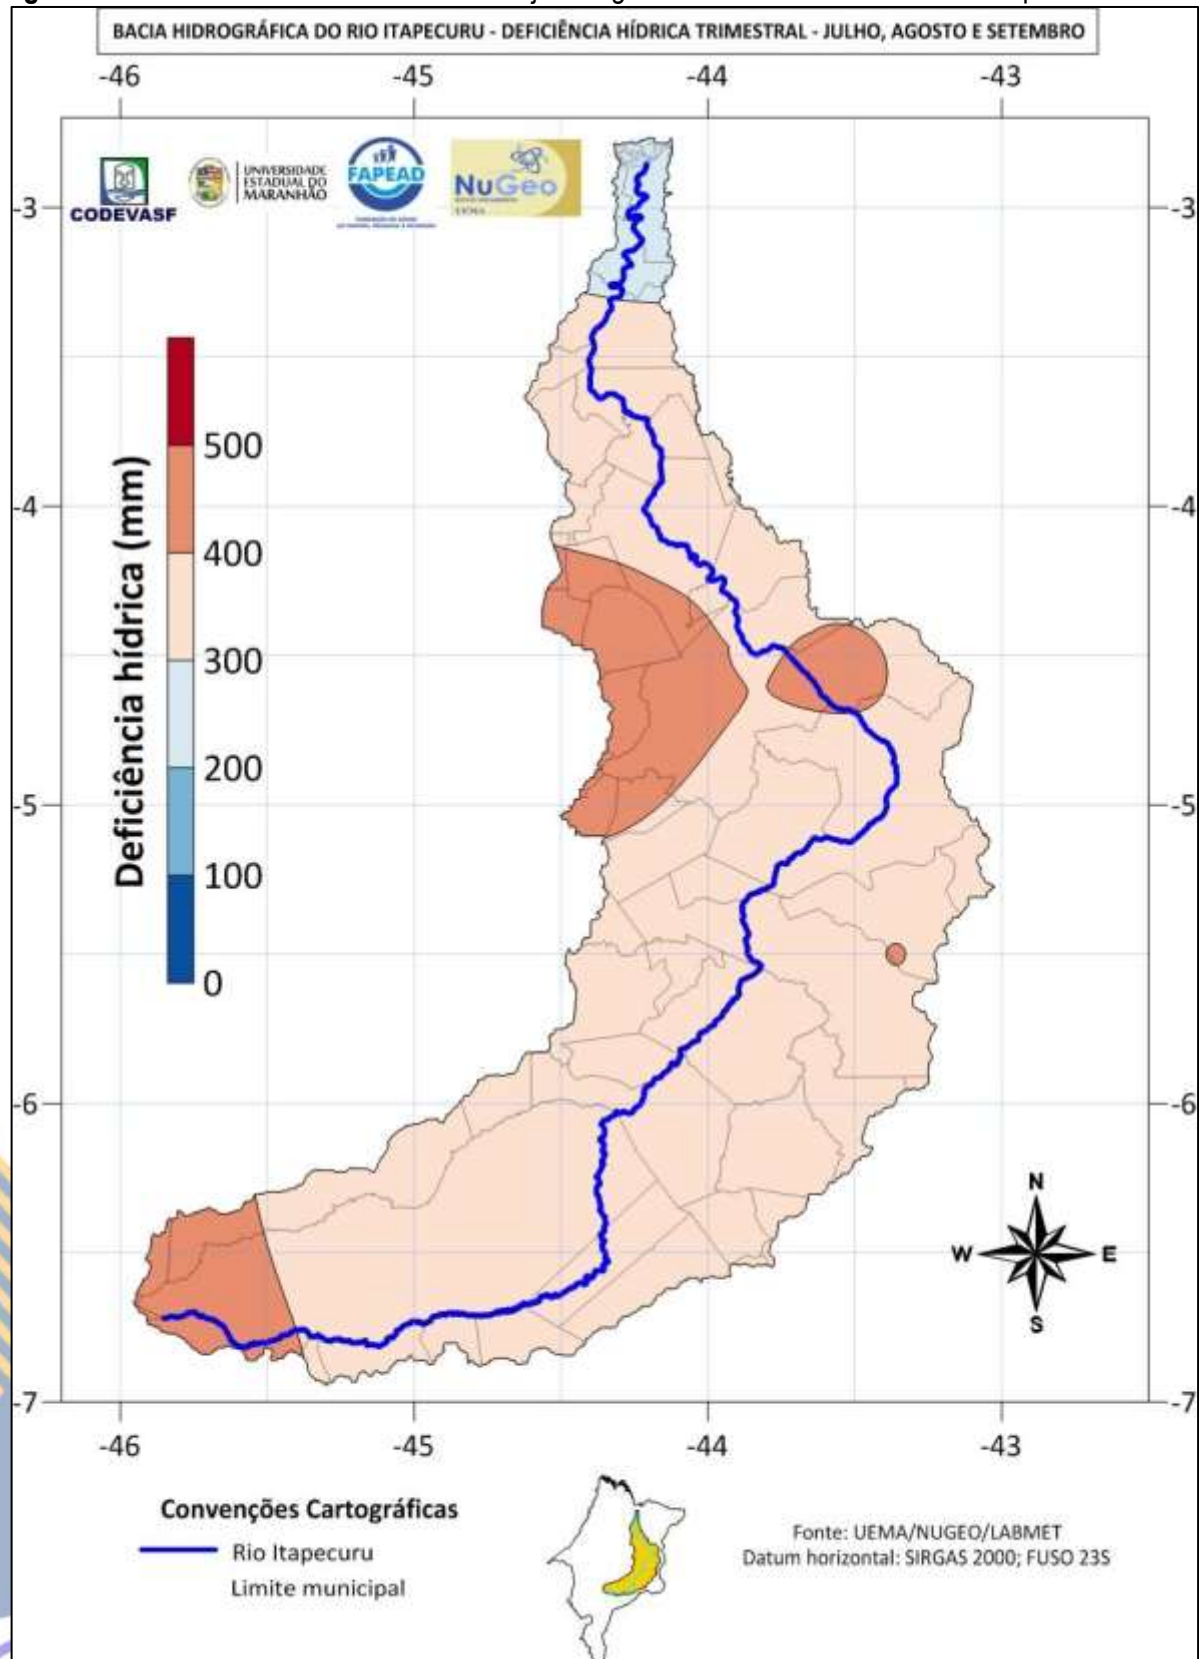 BACIA HIDROGRÁFICA DO RIO ITAPECURU - DEFICIÊNCIA HÍDRICA TRIMESTRAL - JULHO, AGOSTO E SETEMBRO
-46 -45 -44 -43
CODEVASF
UNIVERSIDADE
ESTADUAL DO
MARANHÃO
FAPEAD
NuGeo
UEMA
-3 -3
Deficiência hídrica (mm)
500
400
300
200
100
0
-4 -4
-5 -5
-6 -6
N
W E
S
-7 -7
-46 -45 -44 -43
Convenções Cartográficas
Rio Itapecuru
Limite municipal
Fonte: UEMA/NUGEO/LABMET
Datum horizontal: SIRGAS 2000; FUSO 23S